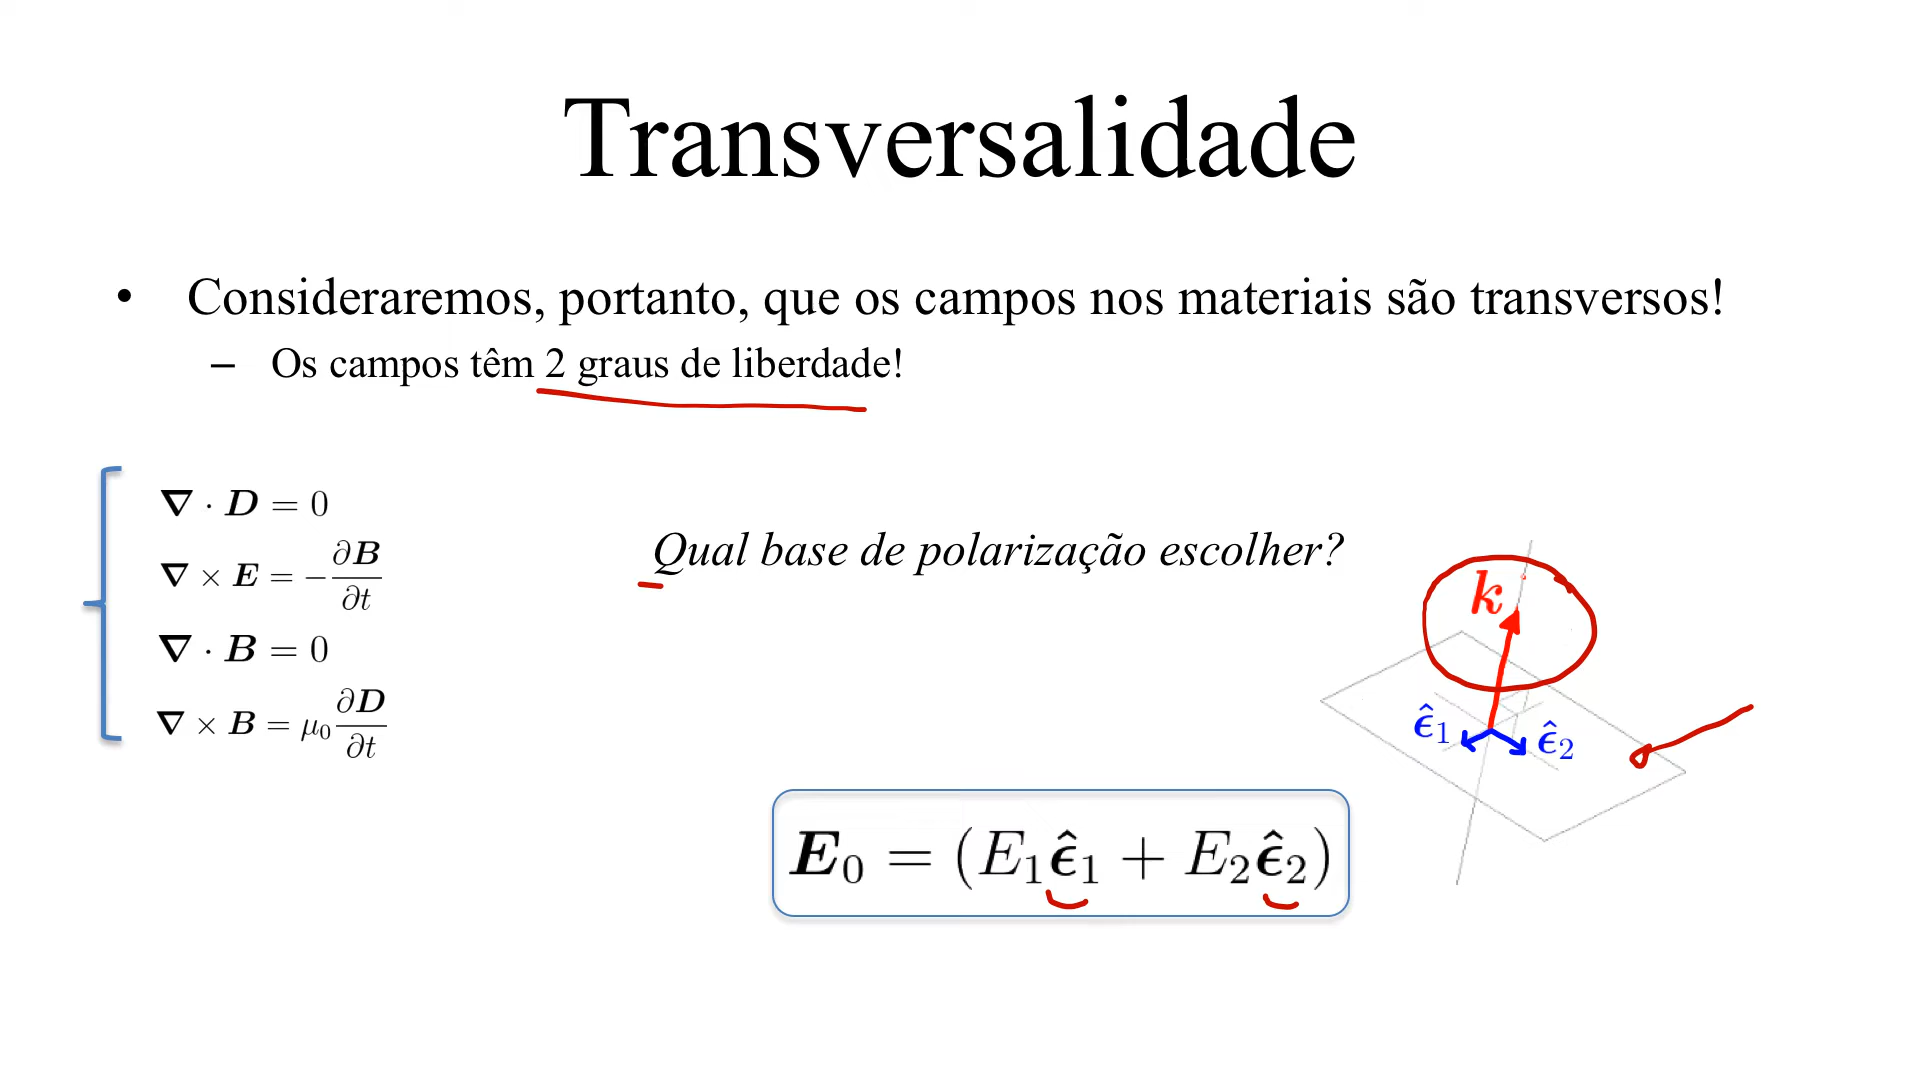 Transversalidade
• Consideraremos, portanto, que os campos nos materiais são transversos!
– Os campos têm 2 graus de liberdade!
∇ · D = 0
∇ × E = −∂B/∂t
∇ · B = 0
∇ × B = μ₀ ∂D/∂t
Qual base de polarização escolher?
k
ε̂₁
ε̂₂
E₀ = (E₁ε̂₁ + E₂ε̂₂)